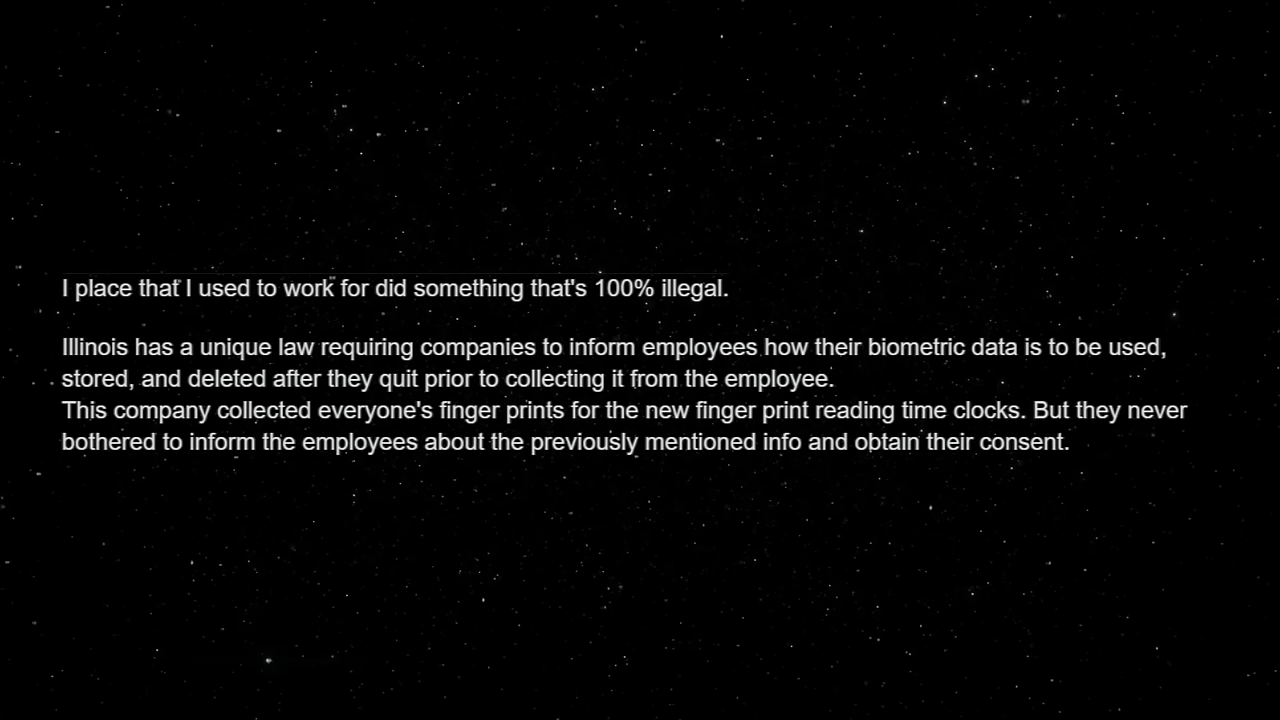 I place that I used to work for did something that's 100% illegal.
Illinois has a unique law requiring companies to inform employees how their biometric data is to be used,
stored, and deleted after they quit prior to collecting it from the employee.
This company collected everyone's finger prints for the new finger print reading time clocks. But they never
bothered to inform the employees about the previously mentioned info and obtain their consent.